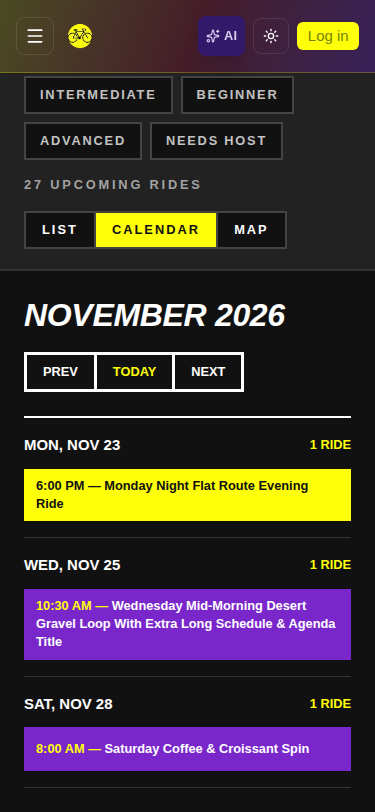 AI
Log in
INTERMEDIATE
BEGINNER
ADVANCED
NEEDS HOST
27 UPCOMING RIDES
LIST
CALENDAR
MAP
NOVEMBER 2026
PREV
TODAY
NEXT
MON, NOV 23
1 RIDE
6:00 PM — Monday Night Flat Route Evening
Ride
WED, NOV 25
1 RIDE
10:30 AM — Wednesday Mid-Morning Desert
Gravel Loop With Extra Long Schedule & Agenda
Title
SAT, NOV 28
1 RIDE
8:00 AM — Saturday Coffee & Croissant Spin